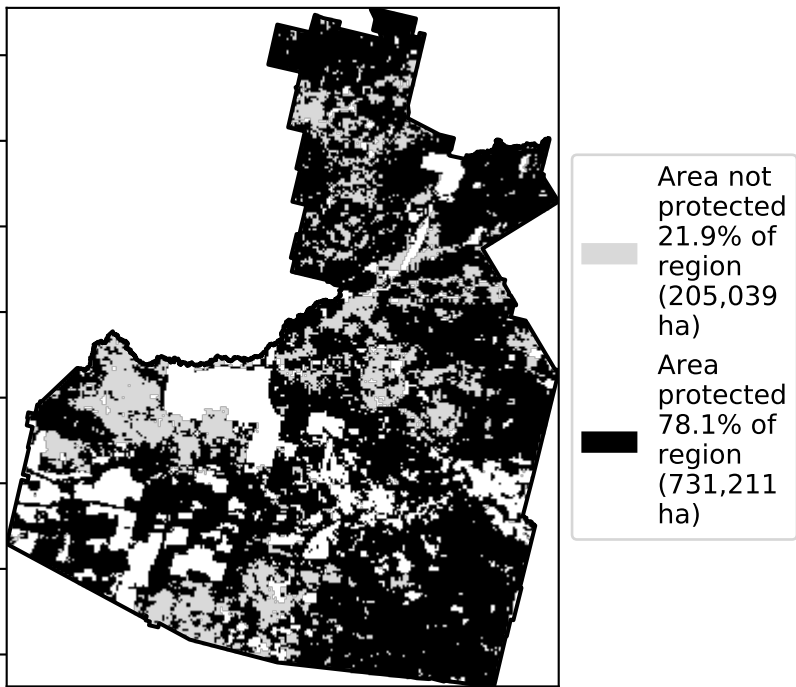 Area not
protected
21.9% of
region
(205,039
ha)
Area
protected
78.1% of
region
(731,211
ha)